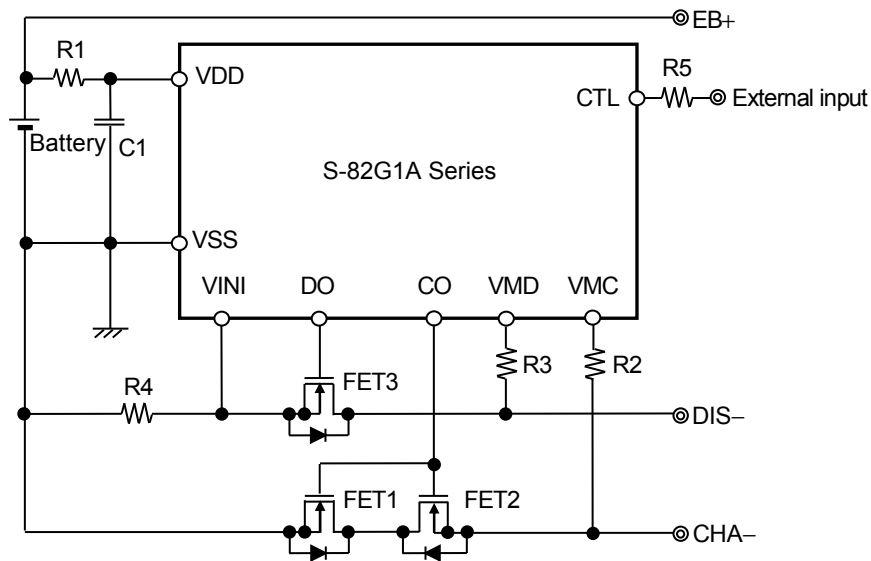 EB+
R1
VDD
CTL
R5
External input
Battery
C1
S-82G1A Series
VSS
VINI
DO
CO
VMD
VMC
R4
FET3
R3
R2
DIS−
FET1
FET2
CHA−